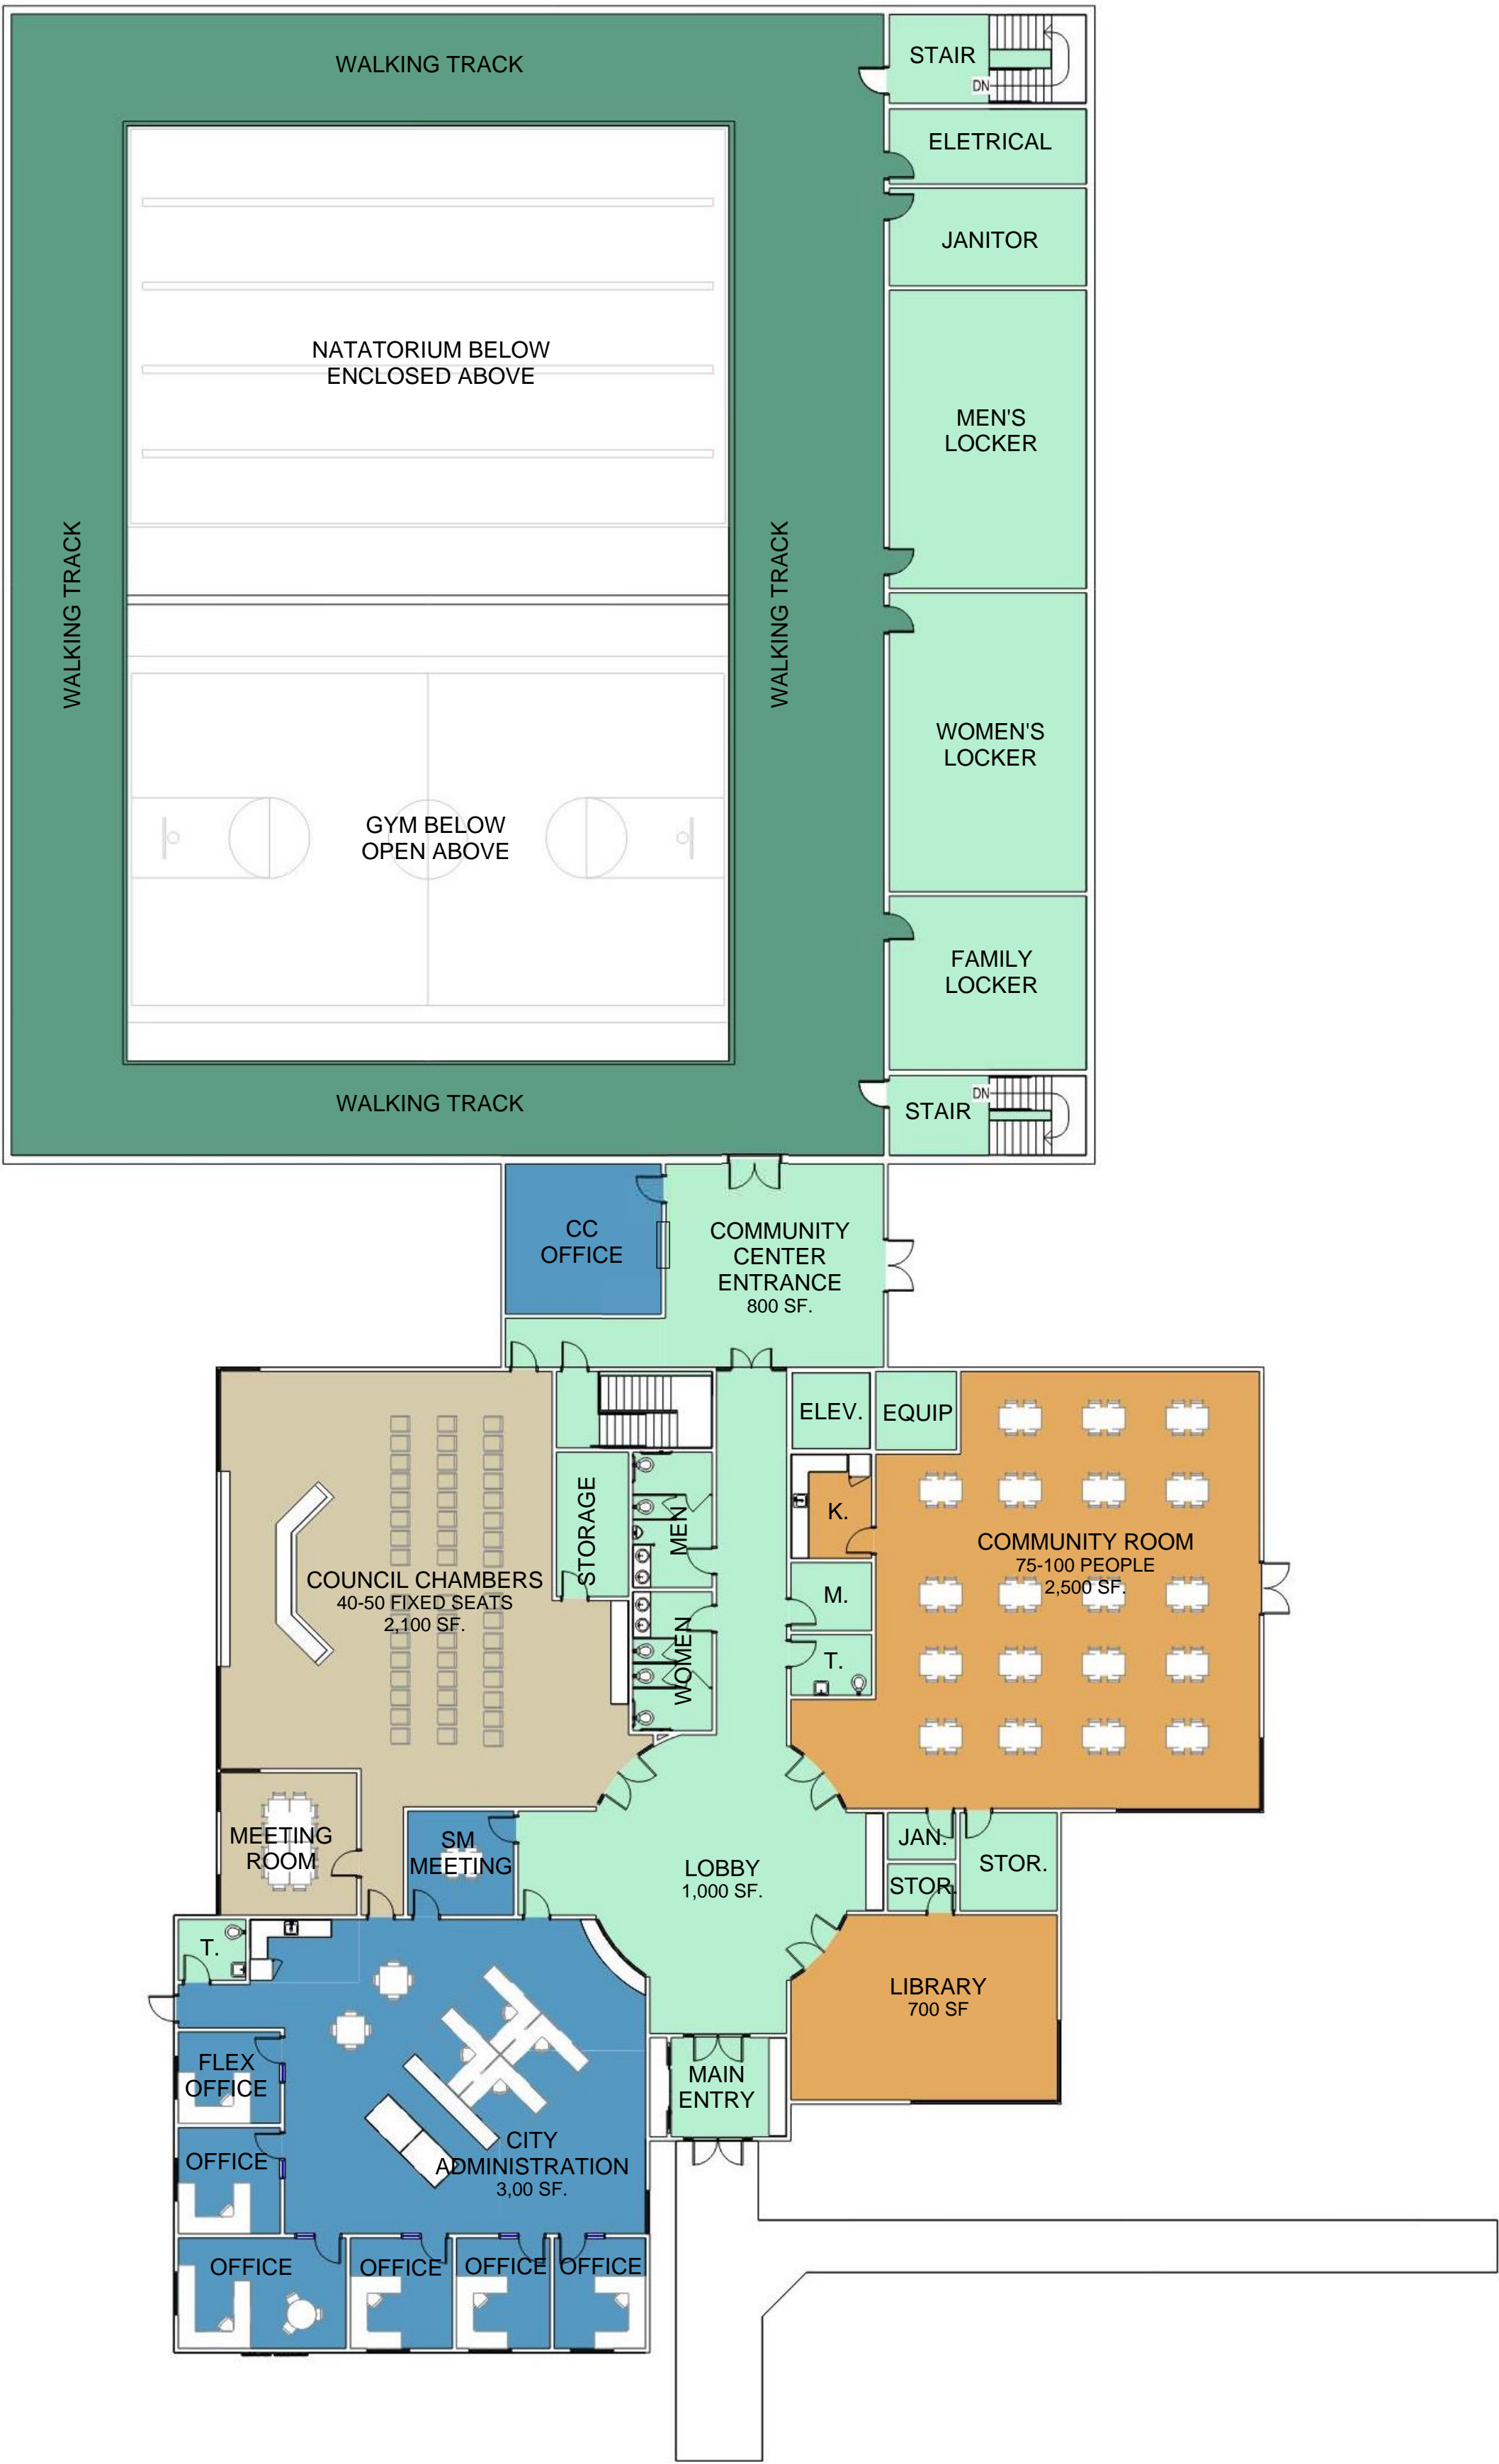 WALKING TRACK
STAIR
DN
ELETRICAL
JANITOR
NATATORIUM BELOW
ENCLOSED ABOVE
MEN'S
LOCKER
WALKING TRACK
WALKING TRACK
WOMEN'S
LOCKER
GYM BELOW
OPEN ABOVE
FAMILY
LOCKER
WALKING TRACK
DN
STAIR
CC
OFFICE
COMMUNITY
CENTER
ENTRANCE
800 SF.
ELEV.
EQUIP
STORAGE
MEN
K.
COMMUNITY ROOM
75-100 PEOPLE
2,500 SF.
COUNCIL CHAMBERS
40-50 FIXED SEATS
2,100 SF.
M.
WOMEN
T.
MEETING
ROOM
SM
MEETING
LOBBY
1,000 SF.
JAN.
STOR.
STOR.
T.
LIBRARY
700 SF
FLEX
OFFICE
MAIN
ENTRY
OFFICE
CITY
ADMINISTRATION
3,00 SF.
OFFICE
OFFICE
OFFICE
OFFICE